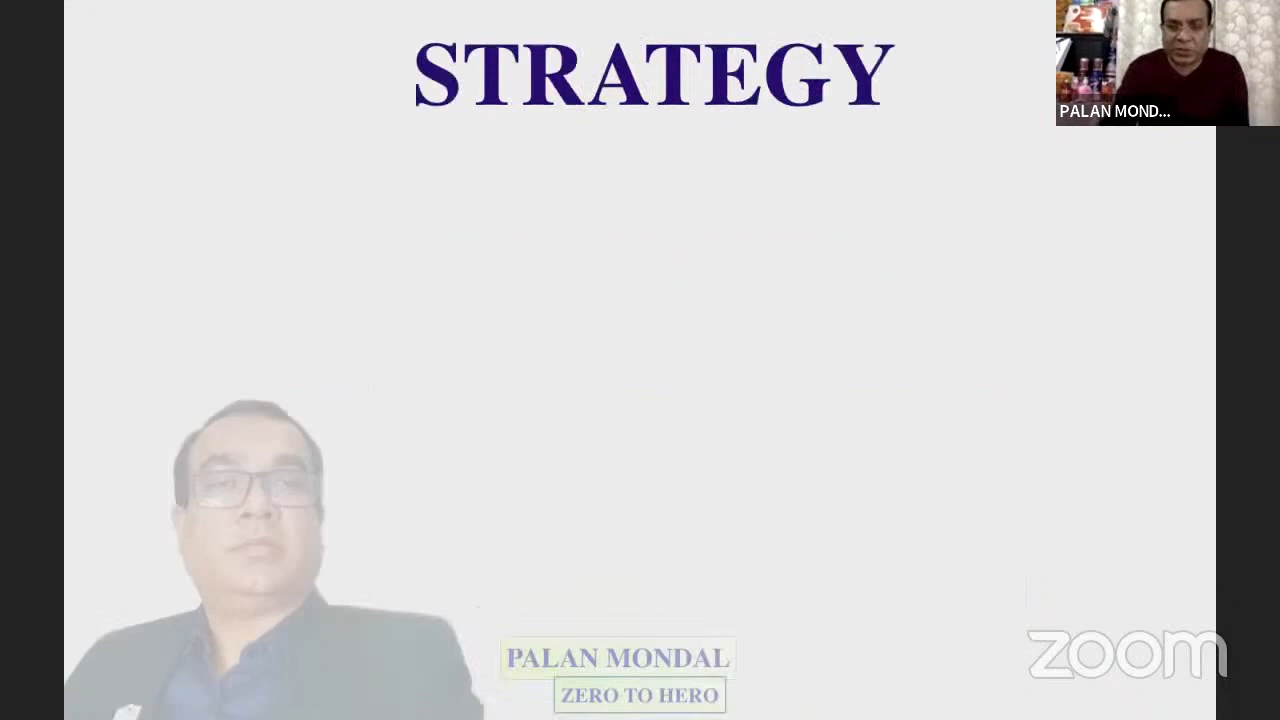 STRATEGY
PALAN MOND...
PALAN MONDAL
ZERO TO HERO
zoom